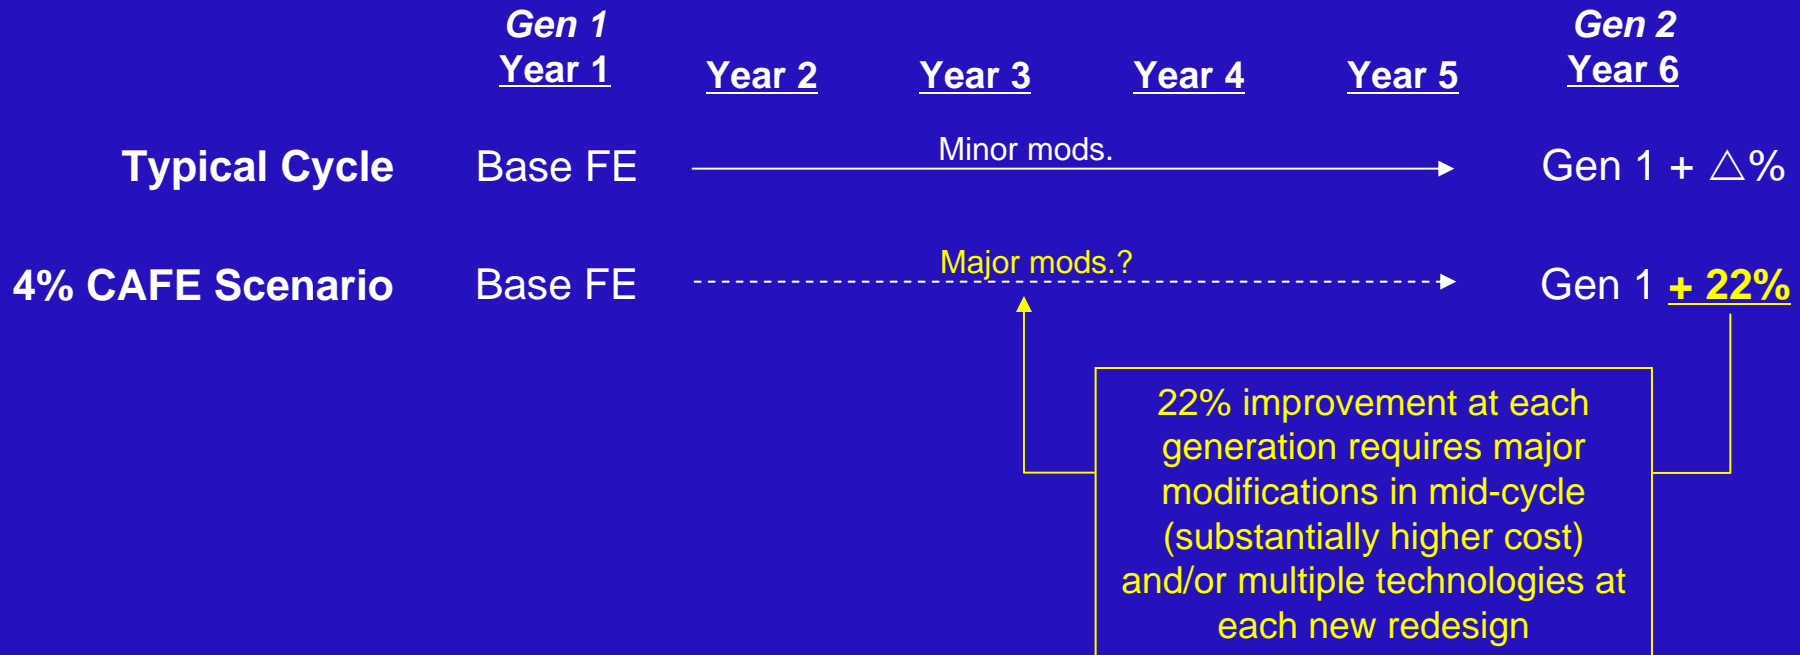 Gen 1
Gen 2
Year 1
Year 2
Year 3
Year 4
Year 5
Year 6
Typical Cycle
Base FE
Minor mods.
Gen 1 + △%
4% CAFE Scenario
Base FE
Major mods.?
Gen 1 + 22%
22% improvement at each
generation requires major
modifications in mid-cycle
(substantially higher cost)
and/or multiple technologies at
each new redesign